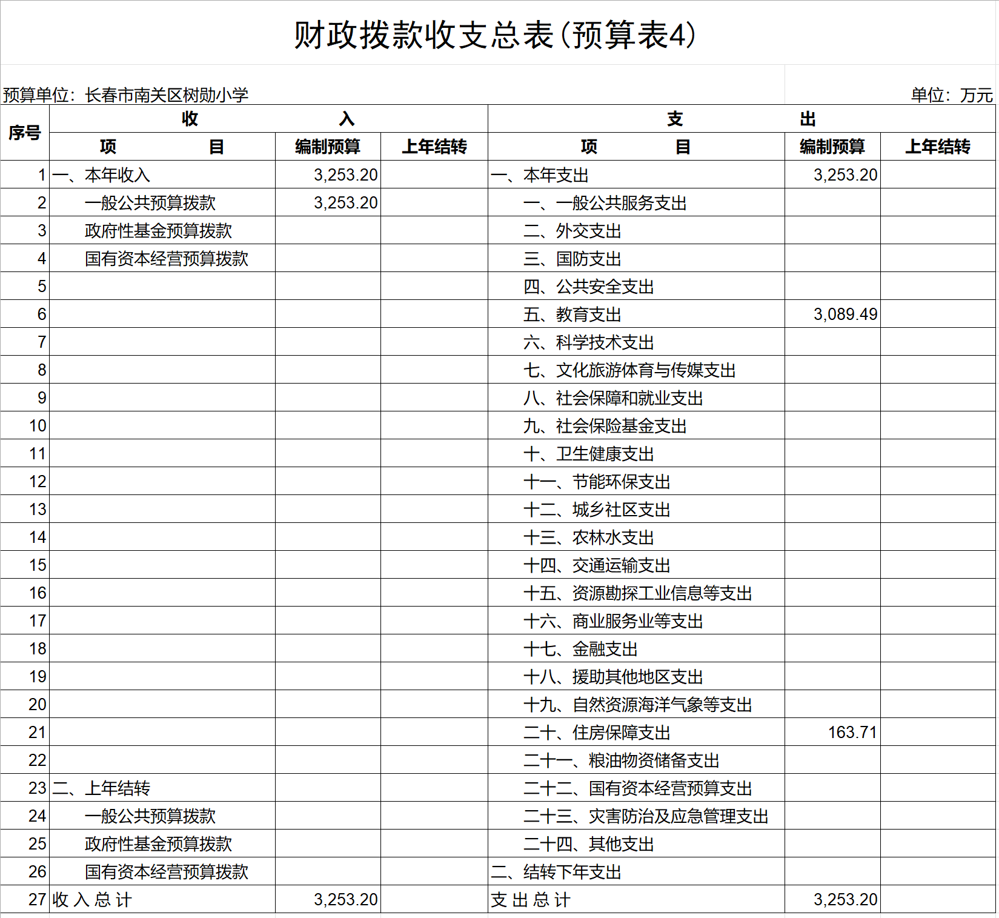 财政拨款收支总表(预算表4)
预算单位：长春市南关区树勋小学 单位：万元
序号 收 入 支 出
项 目 编制预算 上年结转 项 目 编制预算 上年结转
1 一、本年收入 3,253.20 一、本年支出 3,253.20
2 一般公共预算拨款 3,253.20 一、一般公共服务支出
3 政府性基金预算拨款 二、外交支出
4 国有资本经营预算拨款 三、国防支出
5 四、公共安全支出
6 五、教育支出 3,089.49
7 六、科学技术支出
8 七、文化旅游体育与传媒支出
9 八、社会保障和就业支出
10 九、社会保险基金支出
11 十、卫生健康支出
12 十一、节能环保支出
13 十二、城乡社区支出
14 十三、农林水支出
15 十四、交通运输支出
16 十五、资源勘探工业信息等支出
17 十六、商业服务业等支出
18 十七、金融支出
19 十八、援助其他地区支出
20 十九、自然资源海洋气象等支出
21 二十、住房保障支出 163.71
22 二十一、粮油物资储备支出
23 二、上年结转 二十二、国有资本经营预算支出
24 一般公共预算拨款 二十三、灾害防治及应急管理支出
25 政府性基金预算拨款 二十四、其他支出
26 国有资本经营预算拨款 二、结转下年支出
27 收 入 总 计 3,253.20 支 出 总 计 3,253.20